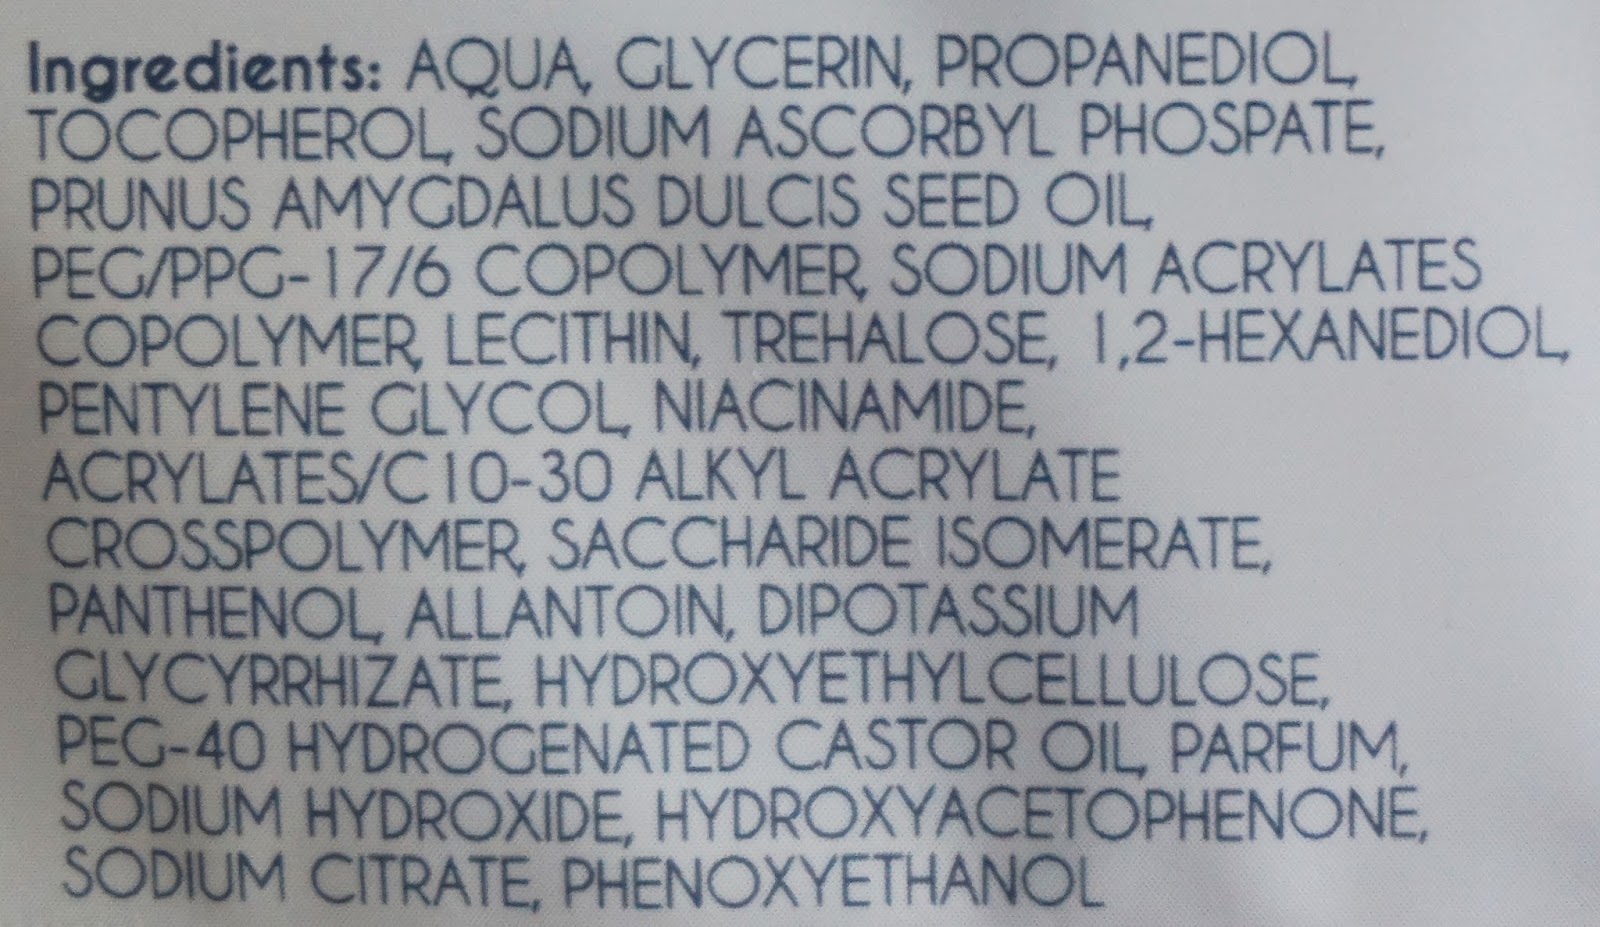 Ingredients: AQUA, GLYCERIN, PROPANEDIOL,
TOCOPHEROL, SODIUM ASCORBYL PHOSPATE,
PRUNUS AMYGDALUS DULCIS SEED OIL,
PEG/PPG-17/6 COPOLYMER, SODIUM ACRYLATES
COPOLYMER, LECITHIN, TREHALOSE, 1,2-HEXANEDIOL,
PENTYLENE GLYCOL, NIACINAMIDE,
ACRYLATES/C10-30 ALKYL ACRYLATE
CROSSPOLYMER, SACCHARIDE ISOMERATE,
PANTHENOL, ALLANTOIN, DIPOTASSIUM
GLYCYRRHIZATE, HYDROXYETHYLCELLULOSE,
PEG-40 HYDROGENATED CASTOR OIL, PARFUM,
SODIUM HYDROXIDE, HYDROXYACETOPHENONE,
SODIUM CITRATE, PHENOXYETHANOL